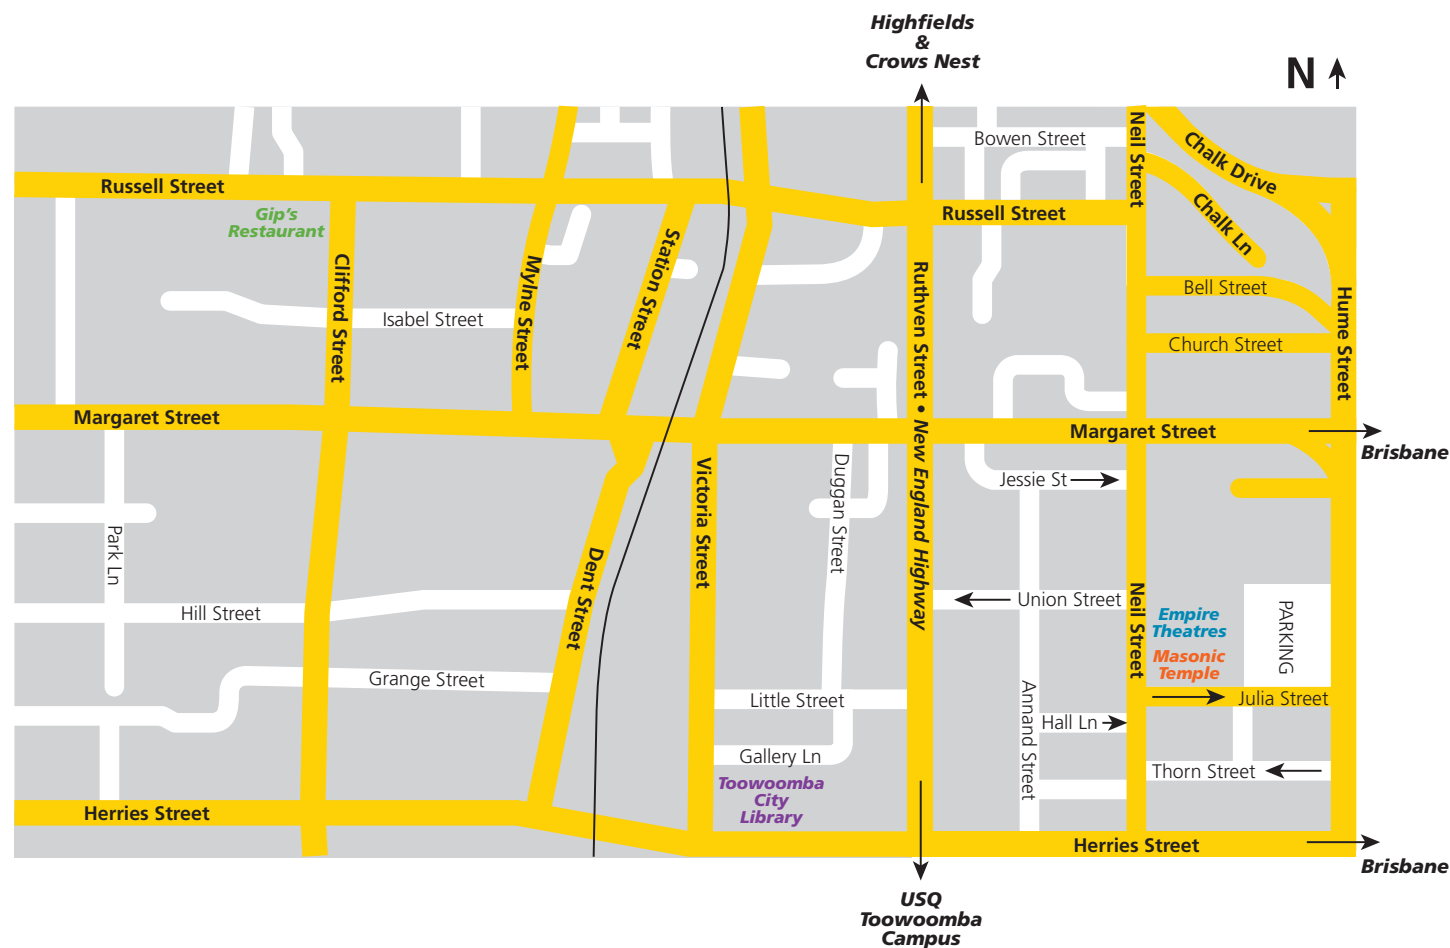 Highfields
&
Crows Nest
N
Bowen Street
Neil Street
Chalk Drive
Chalk Ln
Russell Street
Russell Street
Gip's
Restaurant
Clifford Street
Mylne Street
Station Street
Isabel Street
Ruthven Street • New England Highway
Bell Street
Church Street
Hume Street
Margaret Street
Margaret Street
Brisbane
Jessie St
Duggan Street
Victoria Street
Park Ln
Dent Street
Hill Street
Union Street
Neil Street
Empire
Theatres
Masonic
Temple
PARKING
Grange Street
Little Street
Annand Street
Julia Street
Hall Ln
Gallery Ln
Thorn Street
Toowoomba
City
Library
Herries Street
Herries Street
Brisbane
USQ
Toowoomba
Campus